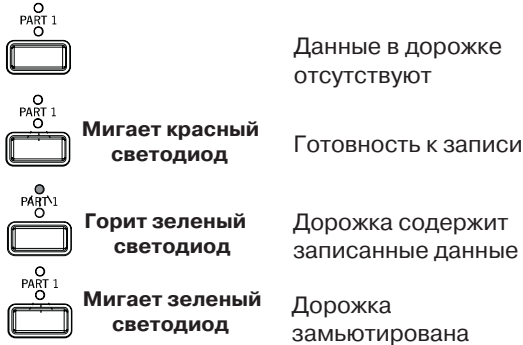 PART 1
Данные в дорожке
отсутствуют
PART 1
Мигает красный
светодиод
Готовность к записи
PART 1
Горит зеленый
светодиод
Дорожка содержит
записанные данные
PART 1
Мигает зеленый
светодиод
Дорожка
замьютирована